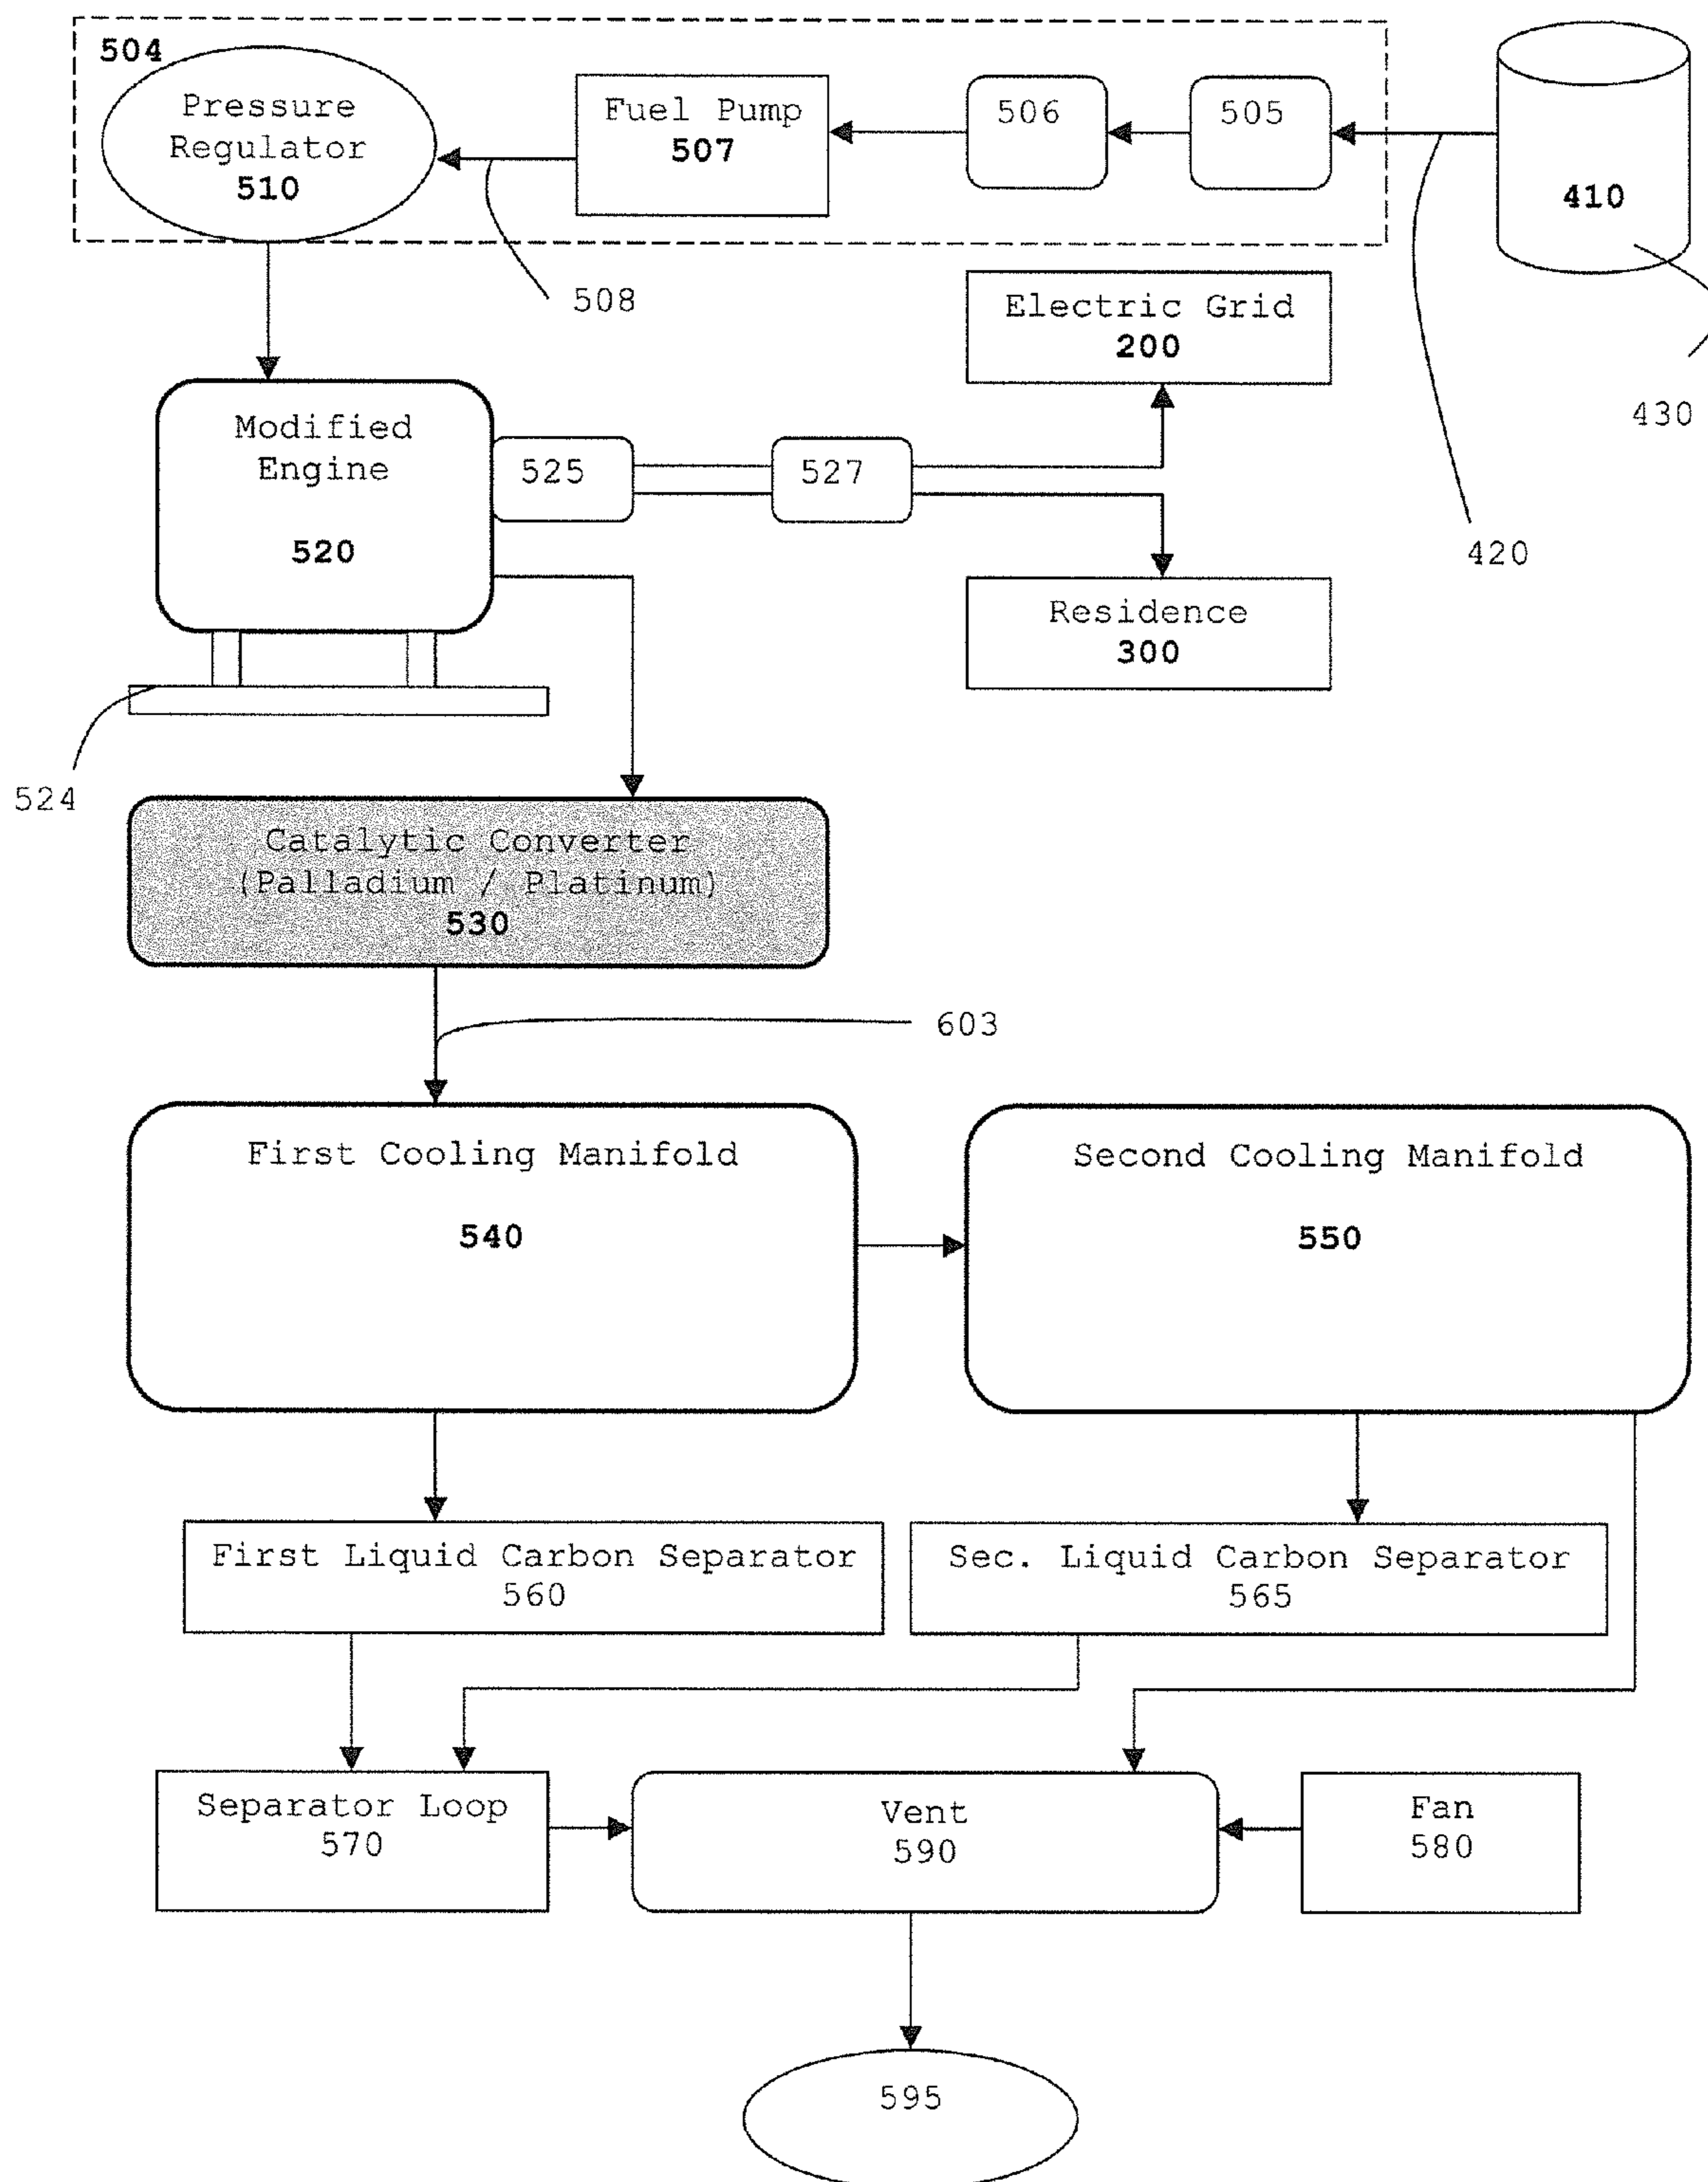 504
Pressure
Regulator
510
Fuel Pump
507
506
505
410
508
Electric Grid
200
430
Modified
Engine
520
525
527
420
Residence
300
524
Catalytic Converter
(Palladium / Platinum)
530
603
First Cooling Manifold
540
Second Cooling Manifold
550
First Liquid Carbon Separator
560
Sec. Liquid Carbon Separator
565
Separator Loop
570
Vent
590
Fan
580
595